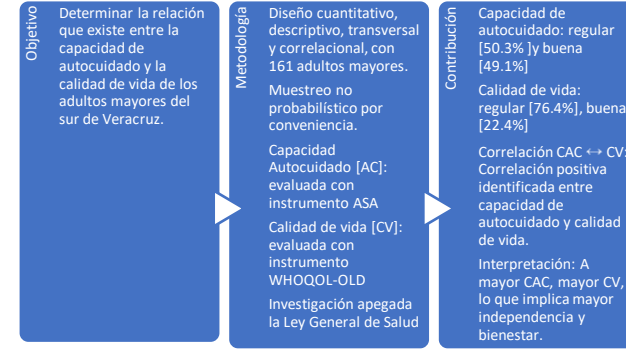 Objetivo
Determinar la relación
que existe entre la
capacidad de
autocuidado y la
calidad de vida de los
adultos mayores del
sur de Veracruz.
Metodología
Diseño cuantitativo,
descriptivo, transversal
y correlacional, con
161 adultos mayores.
Muestreo no
probabilístico por
conveniencia.
Capacidad
Autocuidado [AC]:
evaluada con
instrumento ASA
Calidad de vida [CV]:
evaluada con
instrumento
WHOQOL-OLD
Investigación apegada
la Ley General de Salud
Contribución
Capacidad de
autocuidado: regular
[50.3% ]y buena
[49.1%]
Calidad de vida:
regular [76.4%], buena
[22.4%]
Correlación CAC ↔ CV:
Correlación positiva
identificada entre
capacidad de
autocuidado y calidad
de vida.
Interpretación: A
mayor CAC, mayor CV,
lo que implica mayor
independencia y
bienestar.